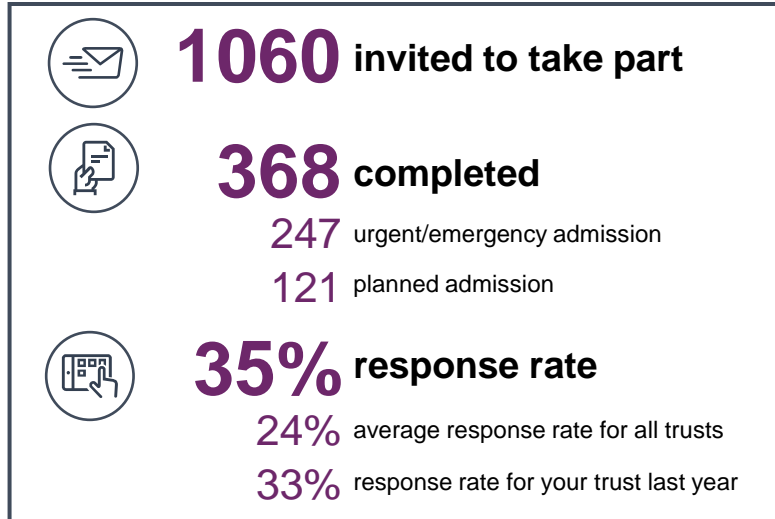 1060 invited to take part
368 completed
247 urgent/emergency admission
121 planned admission
35% response rate
24% average response rate for all trusts
33% response rate for your trust last year